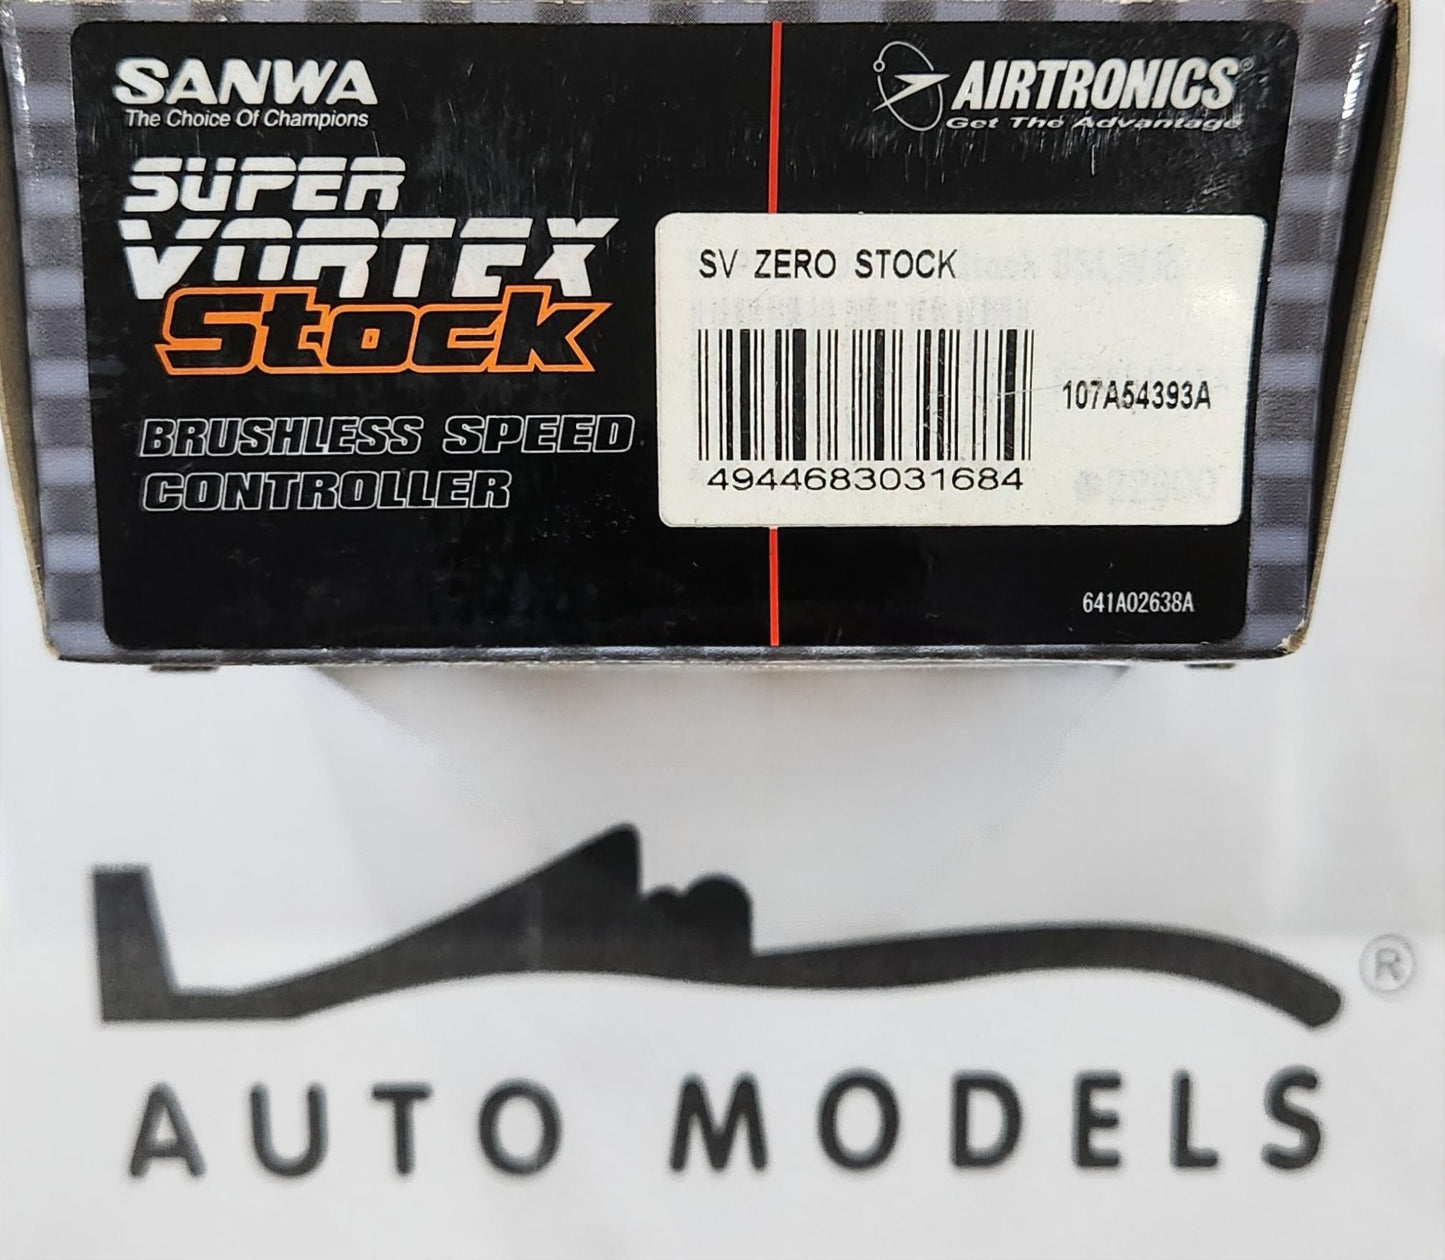 SANWA
The Choice Of Champions
AIRTRONICS®
Get The Advantage
SUPER
VORTEX
Stock
BRUSHLESS SPEED
CONTROLLER
SV ZERO STOCK
107A54393A
4944683031684
641A02638A
®
AUTO MODELS